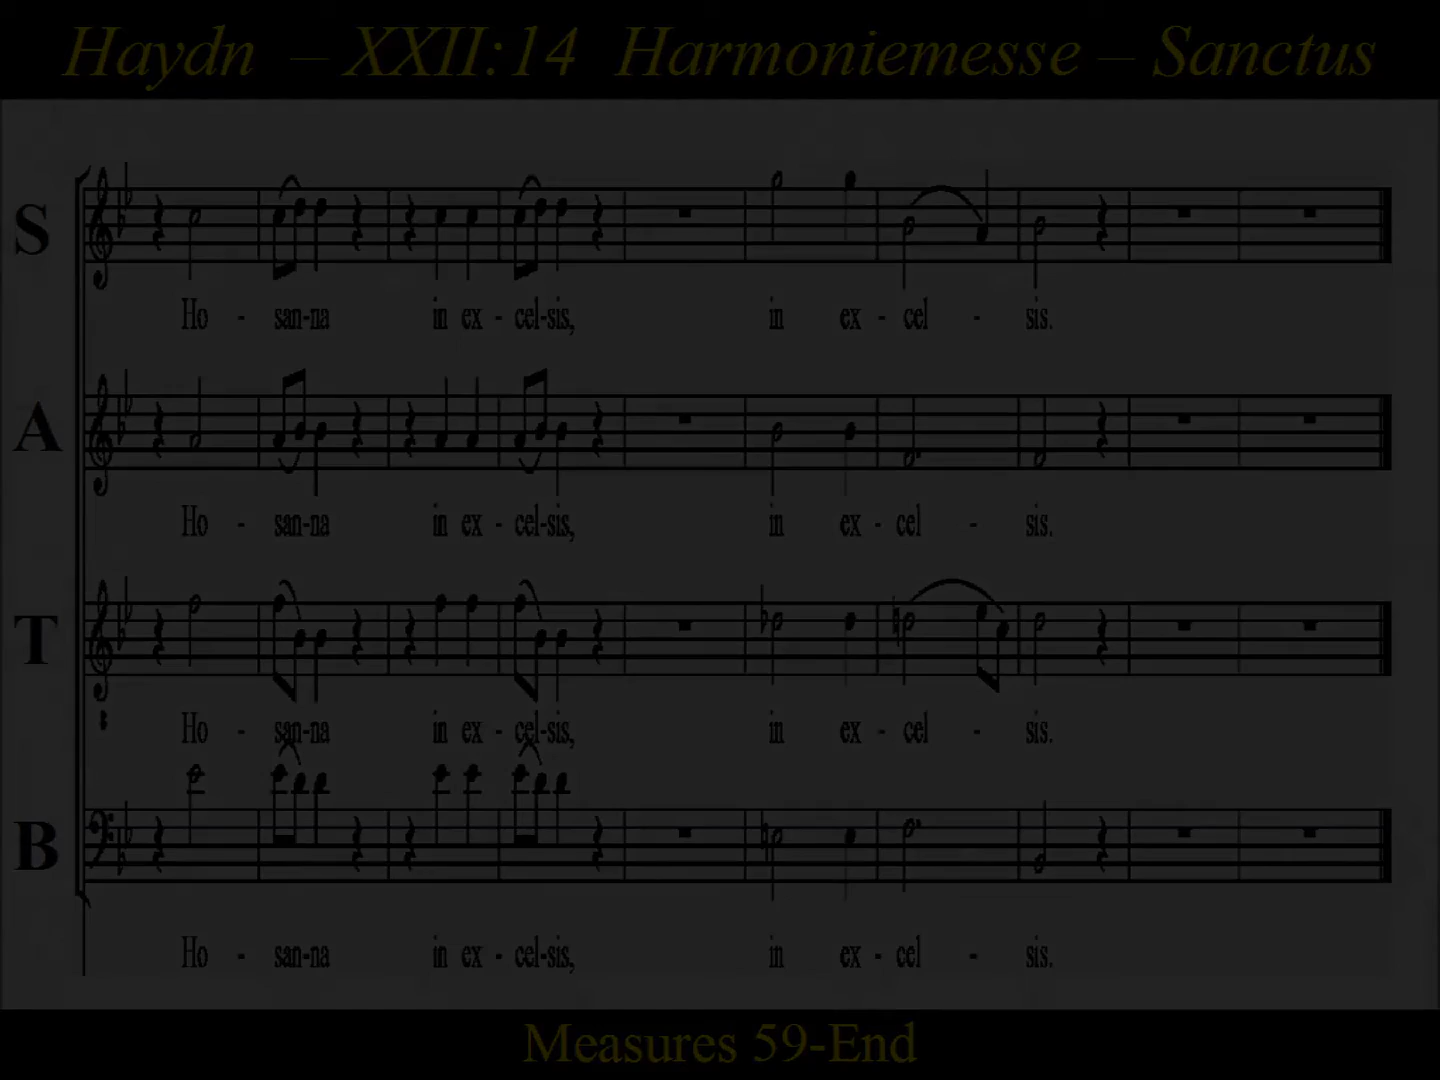 Haydn – XXII:14 Harmoniemesse – Sanctus
S
Ho - san-na in ex - cel-sis, in ex - cel - sis.
A
Ho - san-na in ex - cel-sis, in ex - cel - sis.
T
Ho - san-na in ex - cel-sis, in ex - cel - sis.
B
Ho - san-na in ex - cel-sis, in ex - cel - sis.
Measures 59-End